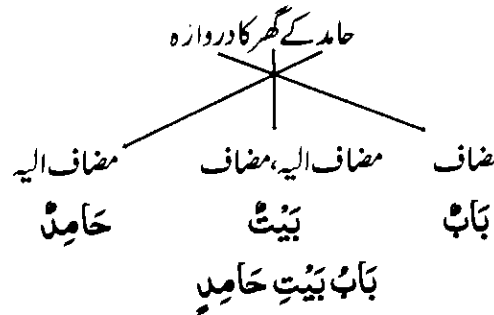 حامد کے گھر کا دروازہ
ضاف مضاف الیہ، مضاف مضاف الیہ
بَابٌ بَيْتٌ حَامِدٌ
بَابُ بَيْتِ حَامِدٍ